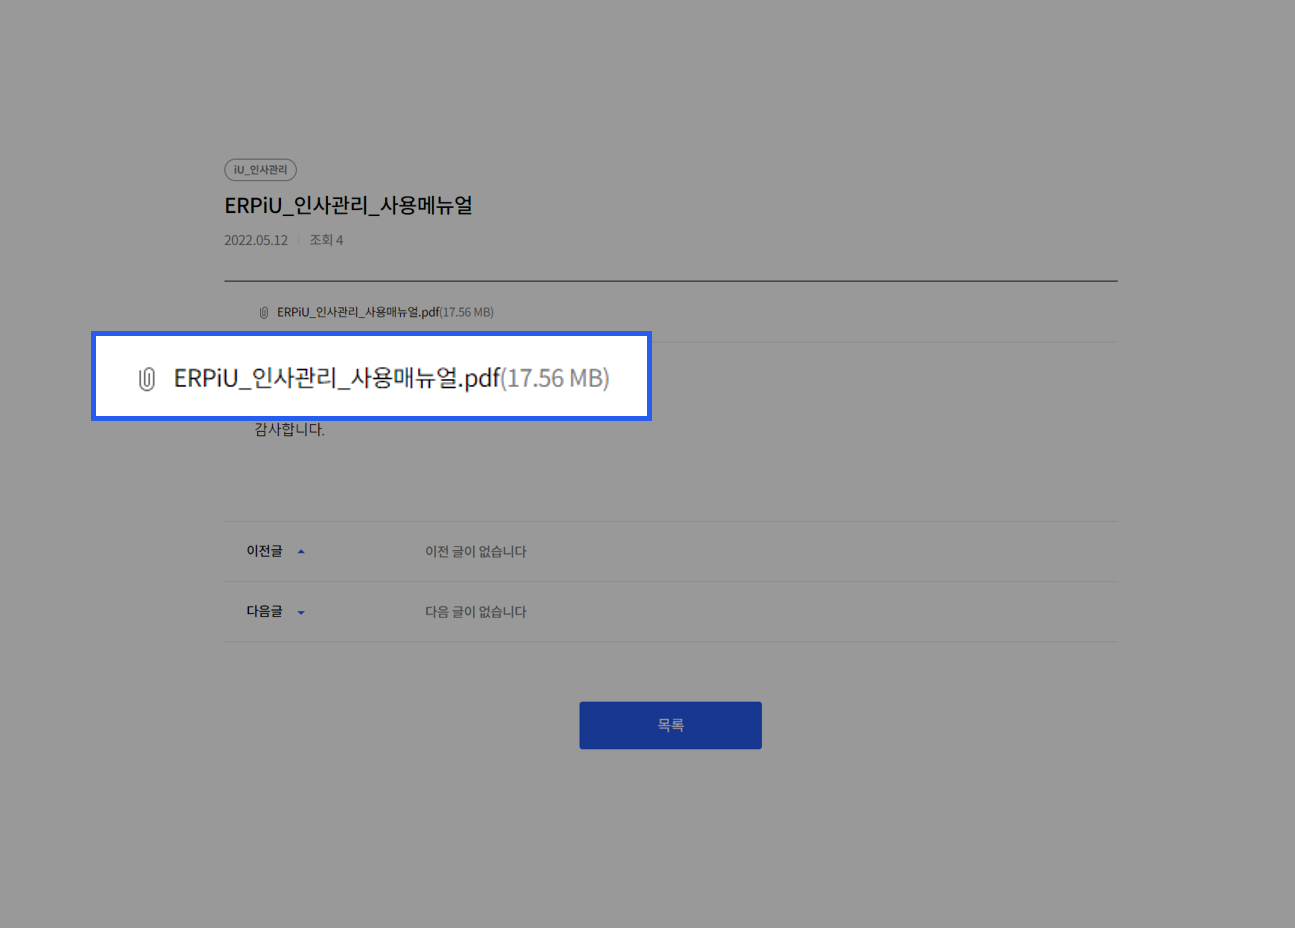 iU_인사관리
ERPiU_인사관리_사용메뉴얼
2022.05.12 조회 4
ERPiU_인사관리_사용매뉴얼.pdf(17.56 MB)
ERPiU_인사관리_사용매뉴얼.pdf(17.56 MB)
감사합니다.
이전글 이전 글이 없습니다
다음글 다음 글이 없습니다
목록